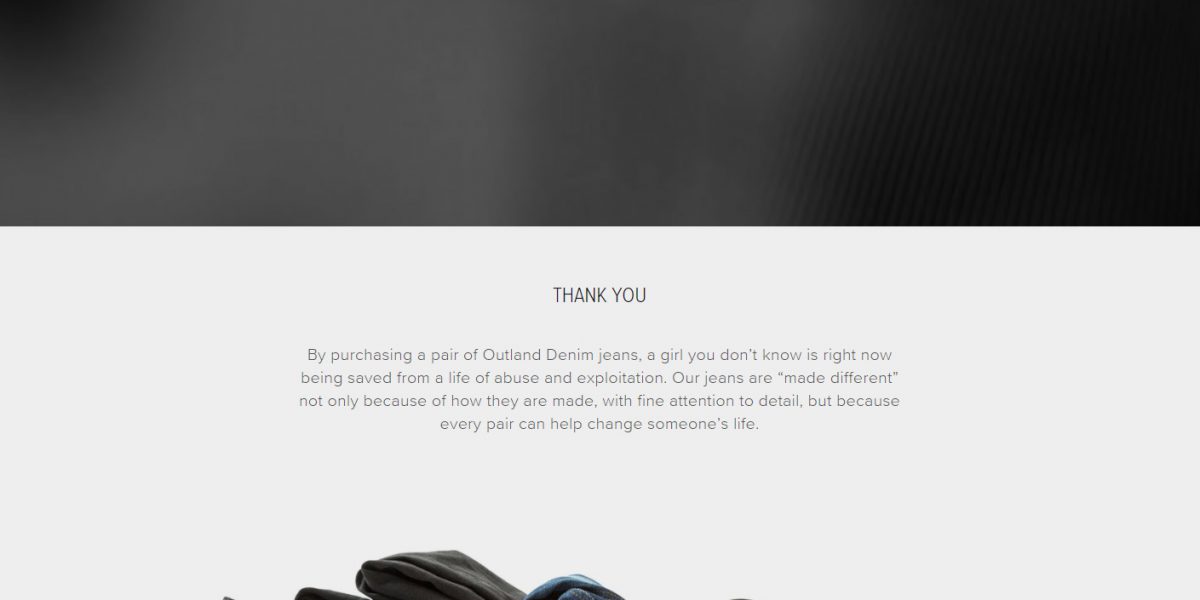 THANK YOU
By purchasing a pair of Outland Denim jeans, a girl you don’t know is right now
being saved from a life of abuse and exploitation. Our jeans are “made different”
not only because of how they are made, with fine attention to detail, but because
every pair can help change someone’s life.